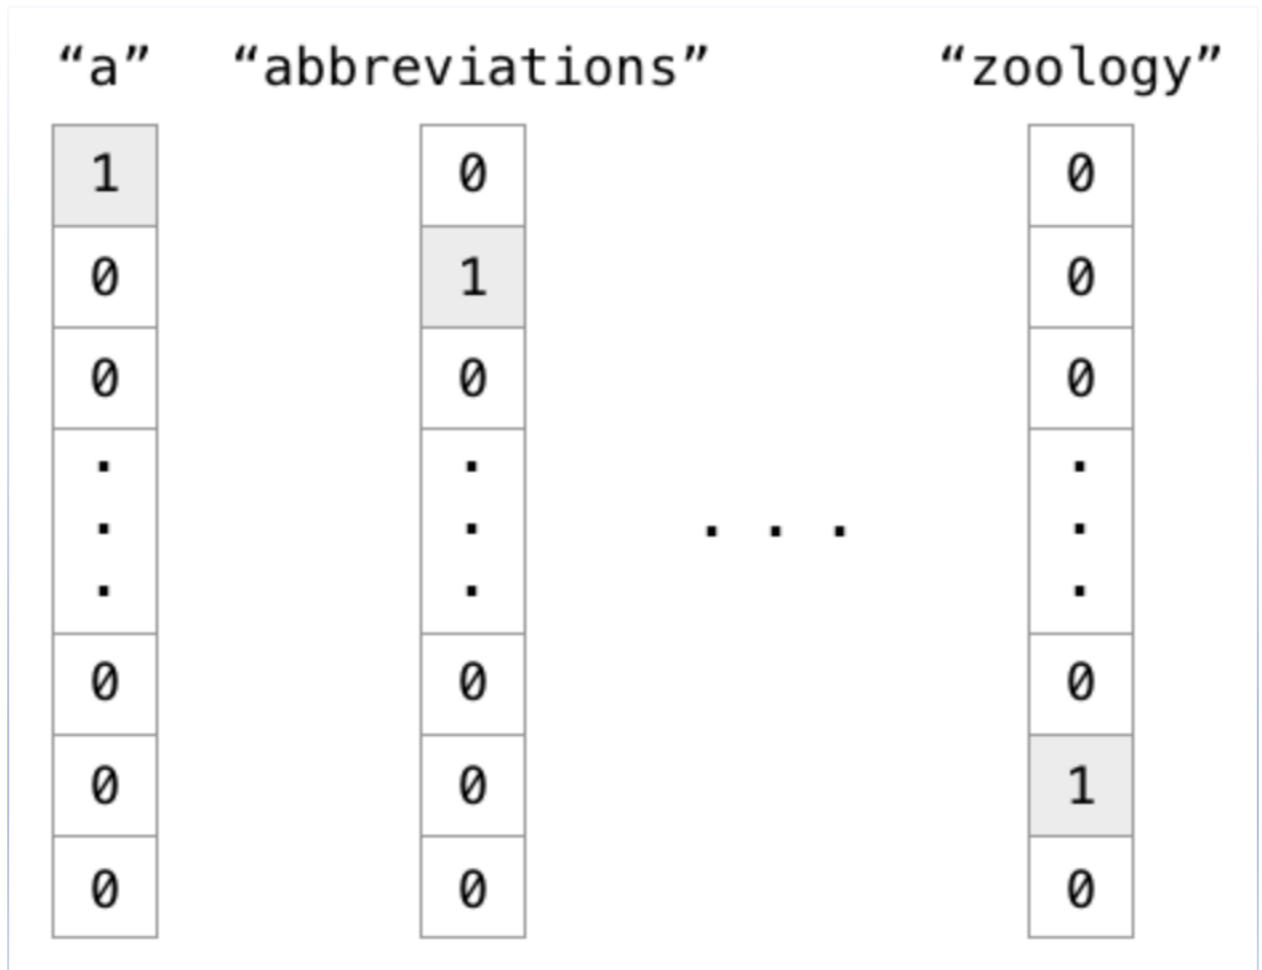 “a” “abbreviations” “zoology”
1 0 0
0 1 0
0 0 0
. . .
. . . . . .
. . .
0 0 0
0 0 1
0 0 0